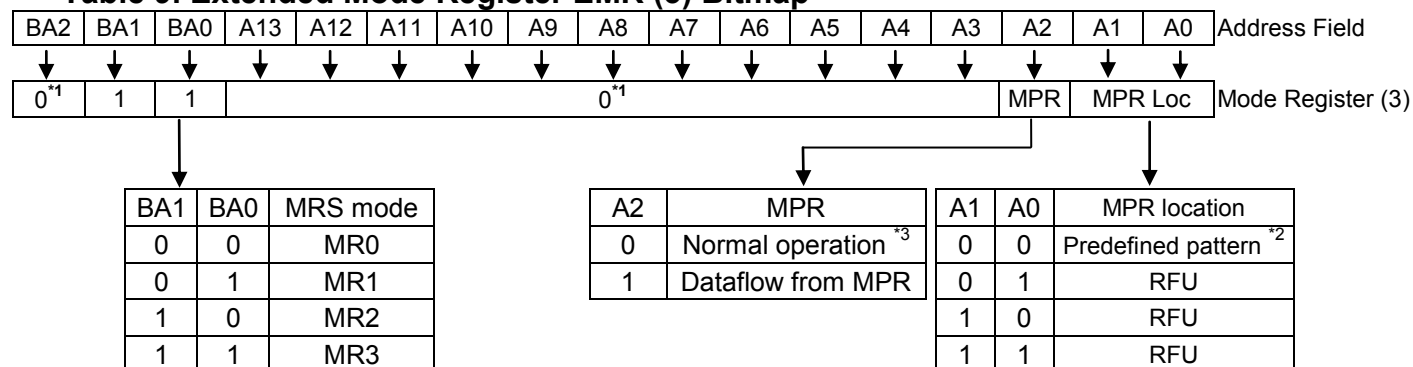 Table Extended Mode Register EMR (3) Bitmap
BA2 BA1 BA0 A13 A12 A11 A10 A9 A8 A7 A6 A5 A4 A3 A2 A1 A0 Address Field
0*1 1 1 0*1 MPR MPR Loc Mode Register (3)
BA1 BA0 MRS mode
0 0 MR0
0 1 MR1
1 0 MR2
1 1 MR3
A2 MPR
0 Normal operation *3
1 Dataflow from MPR
A1 A0 MPR location
0 0 Predefined pattern *2
0 1 RFU
1 0 RFU
1 1 RFU